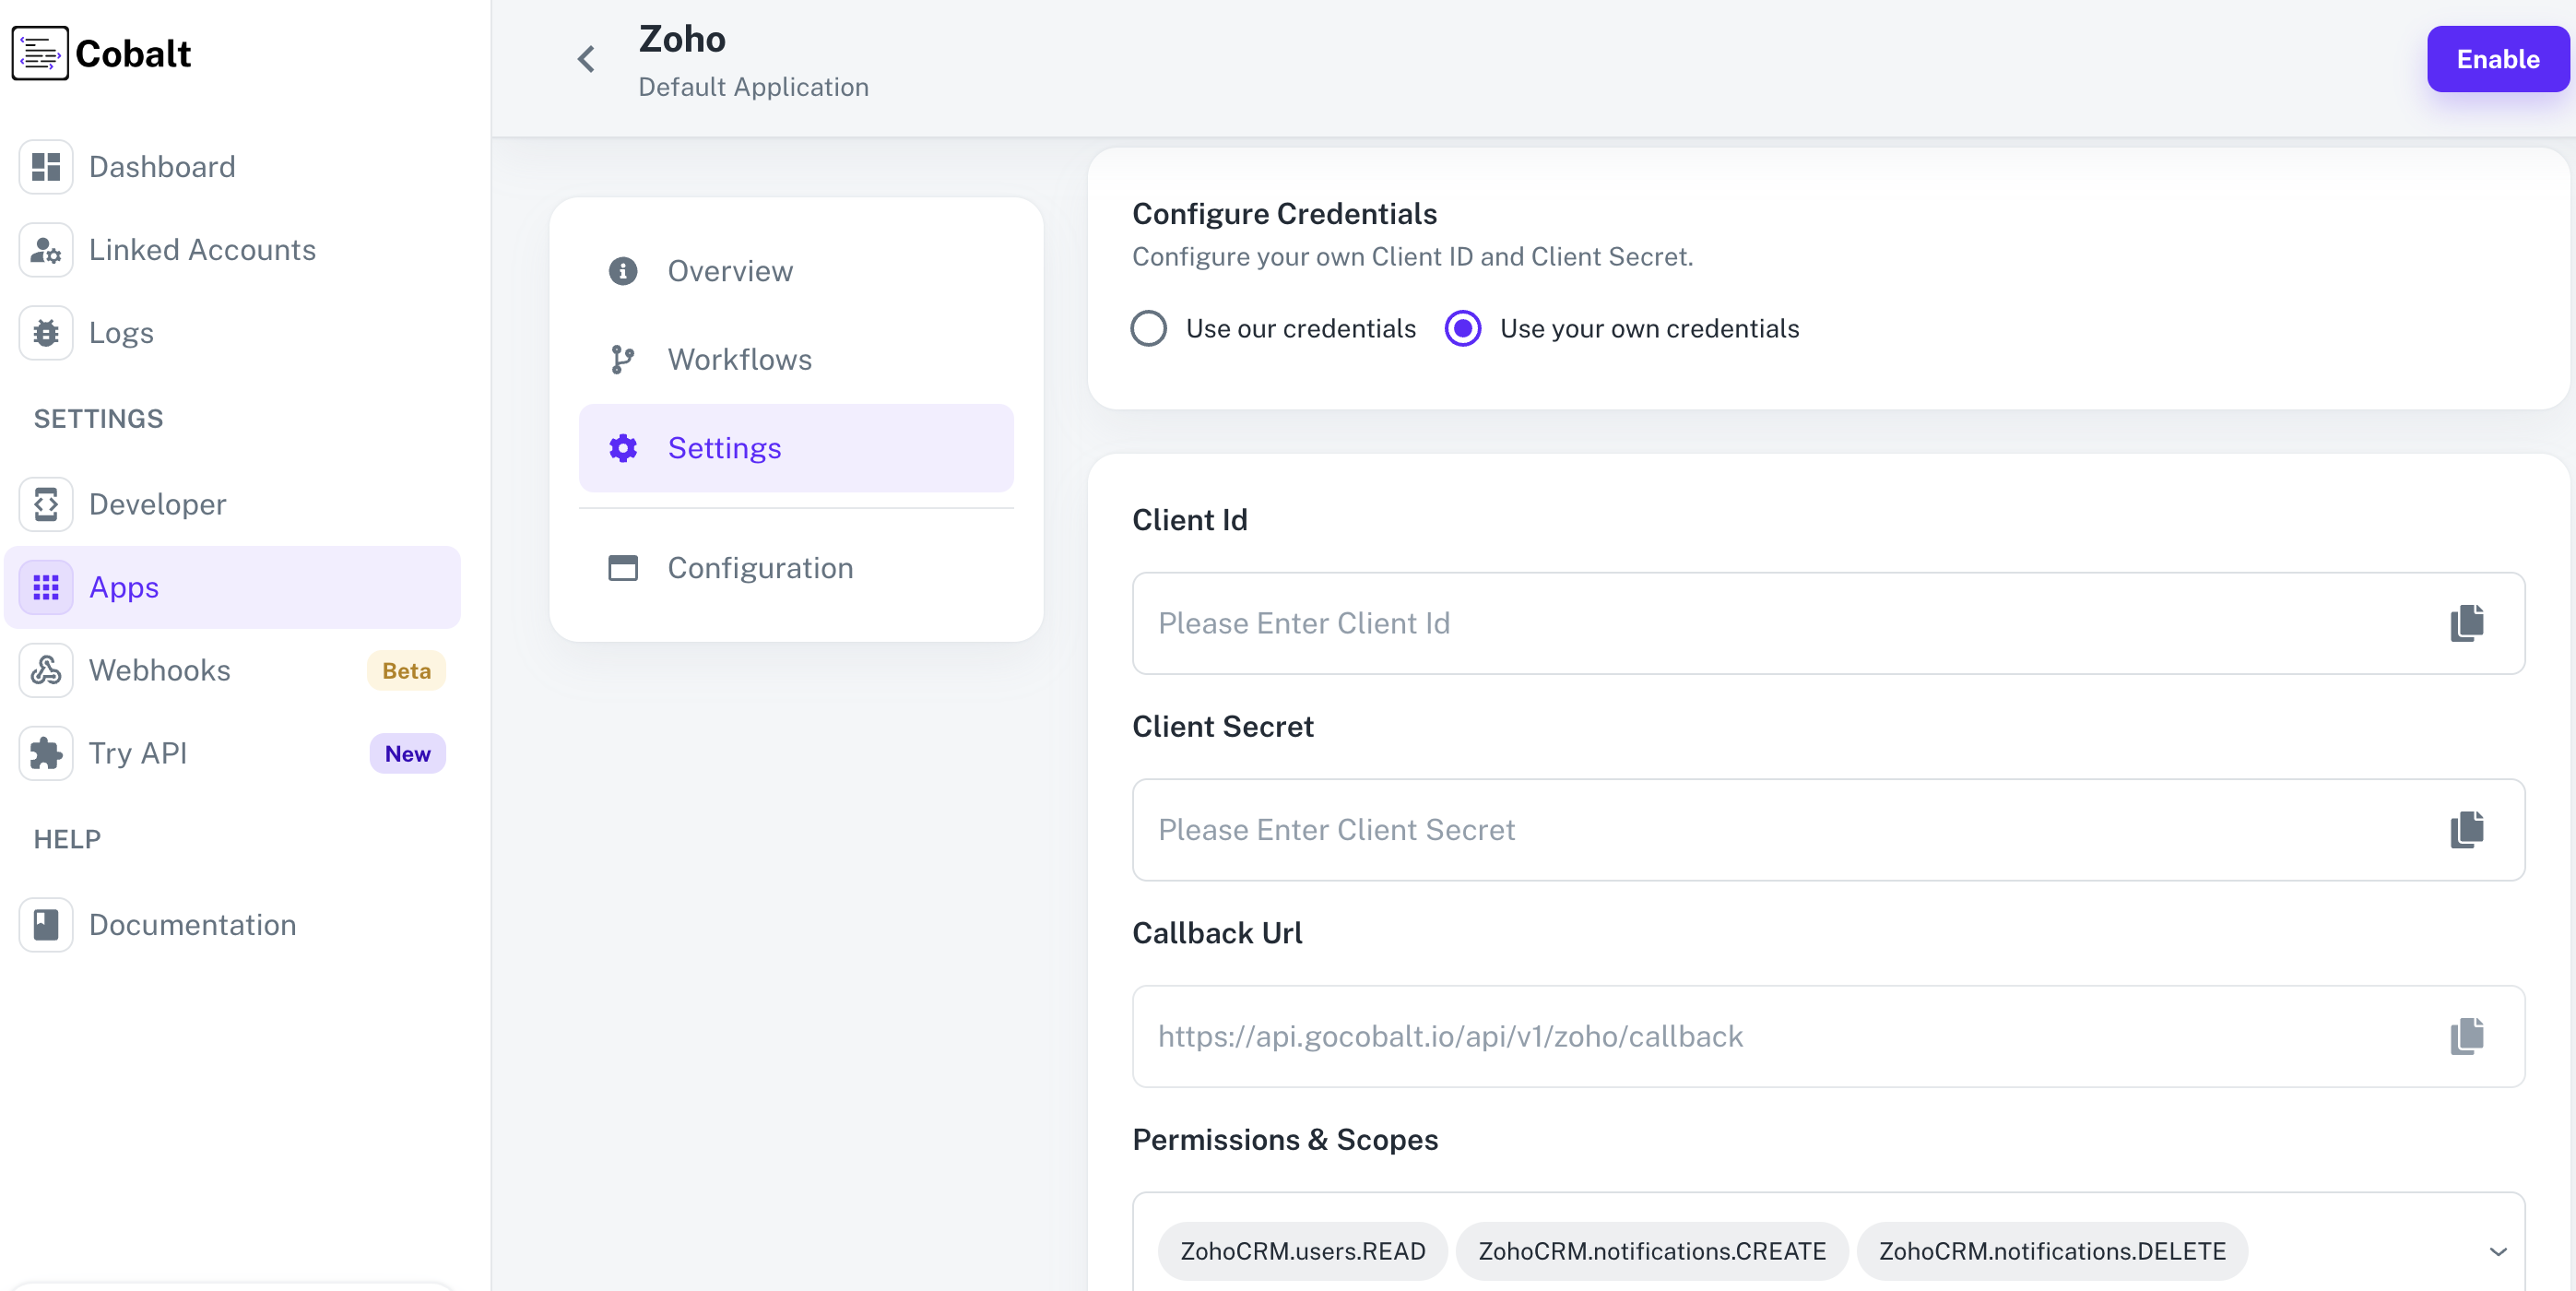 Cobalt
Dashboard
Linked Accounts
Logs
SETTINGS
Developer
Apps
Webhooks Beta
Try API New
HELP
Documentation
Zoho
Default Application
Enable
Overview
Workflows
Settings
Configuration
Configure Credentials
Configure your own Client ID and Client Secret.
Use our credentials Use your own credentials
Client Id
Please Enter Client Id
Client Secret
Please Enter Client Secret
Callback Url
https://api.gocobalt.io/api/v1/zoho/callback
Permissions & Scopes
ZohoCRM.users.READ ZohoCRM.notifications.CREATE ZohoCRM.notifications.DELETE